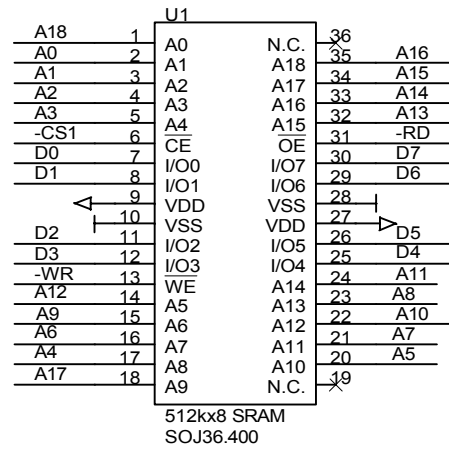 U1
A18 1 A0 N.C. 36
A0 2 A1 A18 35 A16
A1 3 A2 A17 34 A15
A2 4 A3 A16 33 A14
A3 5 A4 A15 32 A13
-CS1 6 CE OE 31 -RD
D0 7 I/O0 I/O7 30 D7
D1 8 I/O1 I/O6 29 D6
9 VDD VSS 28
10 VSS VDD 27
D2 11 I/O2 I/O5 26 D5
D3 12 I/O3 I/O4 25 D4
-WR 13 WE A14 24 A11
A12 14 A5 A13 23 A8
A9 15 A6 A12 22 A10
A6 16 A7 A11 21 A7
A4 17 A8 A10 20 A5
A17 18 A9 N.C. 19
512kx8 SRAM
SOJ36.400